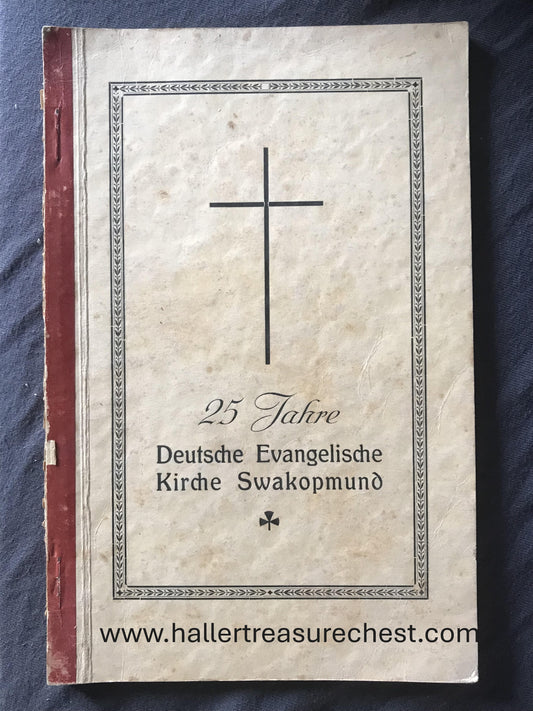 25 Jahre
Deutsche Evangelische
Kirche Swakopmund
www.hallertreasurechest.com